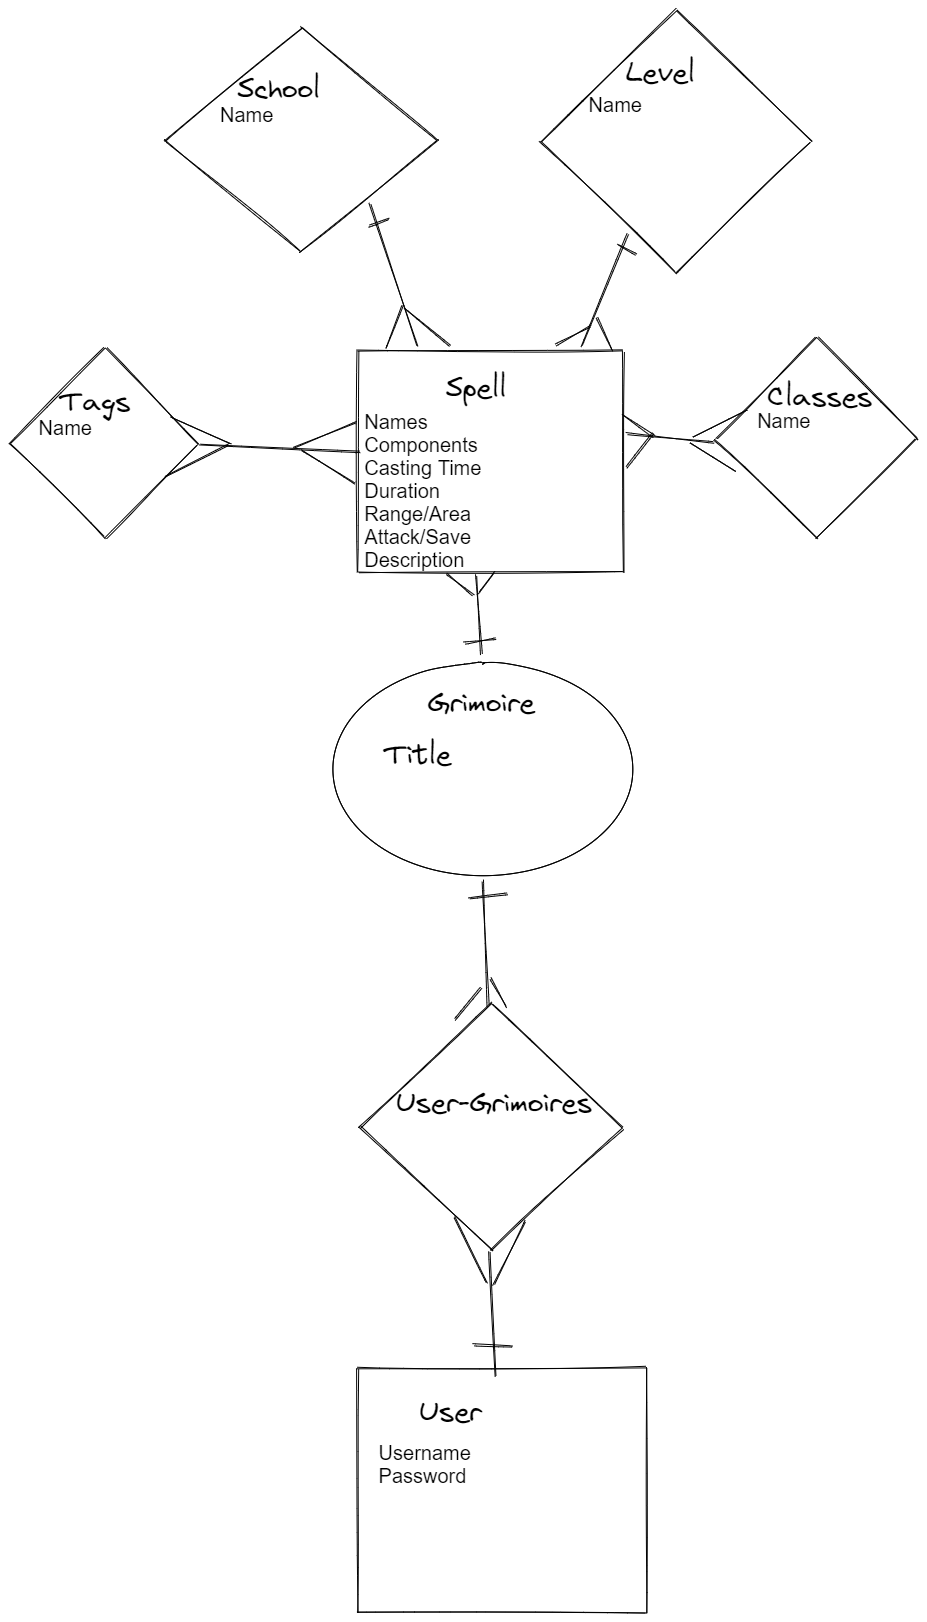 School
Name
Level
Name
Tags
Name
Spell
Names
Components
Casting Time
Duration
Range/Area
Attack/Save
Description
Classes
Name
Grimoire
Title
User-Grimoires
User
Username
Password